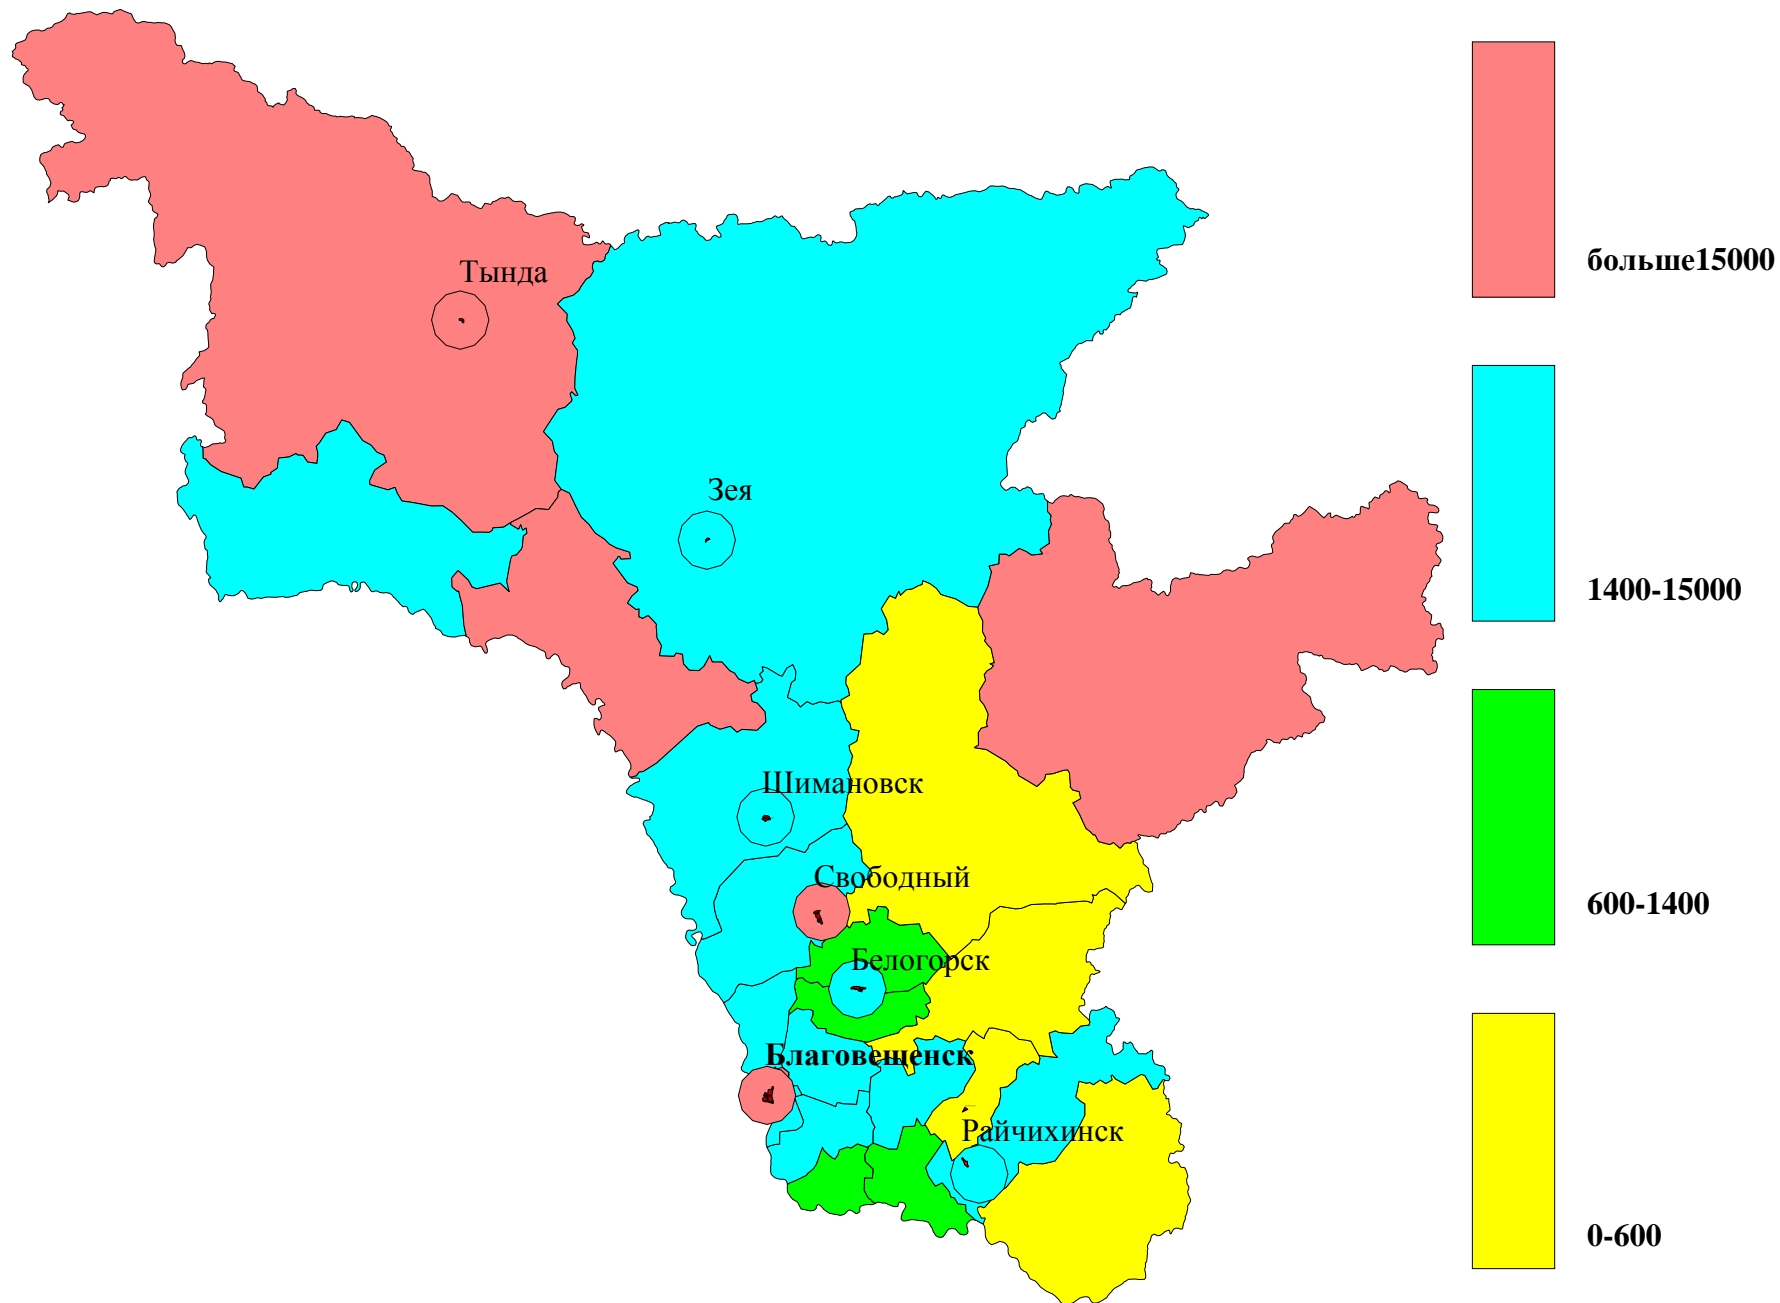 больше15000
Тында
Зея
1400-15000
Шимановск
Свободный
600-1400
Белогорск
Благовещенск
Райчихинск
0-600